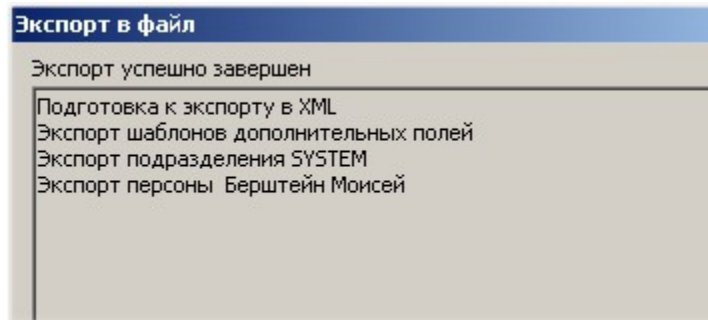 Экспорт в файл
Экспорт успешно завершен
Подготовка к экспорту в XML
Экспорт шаблонов дополнительных полей
Экспорт подразделения SYSTEM
Экспорт персоны Берштейн Моисей